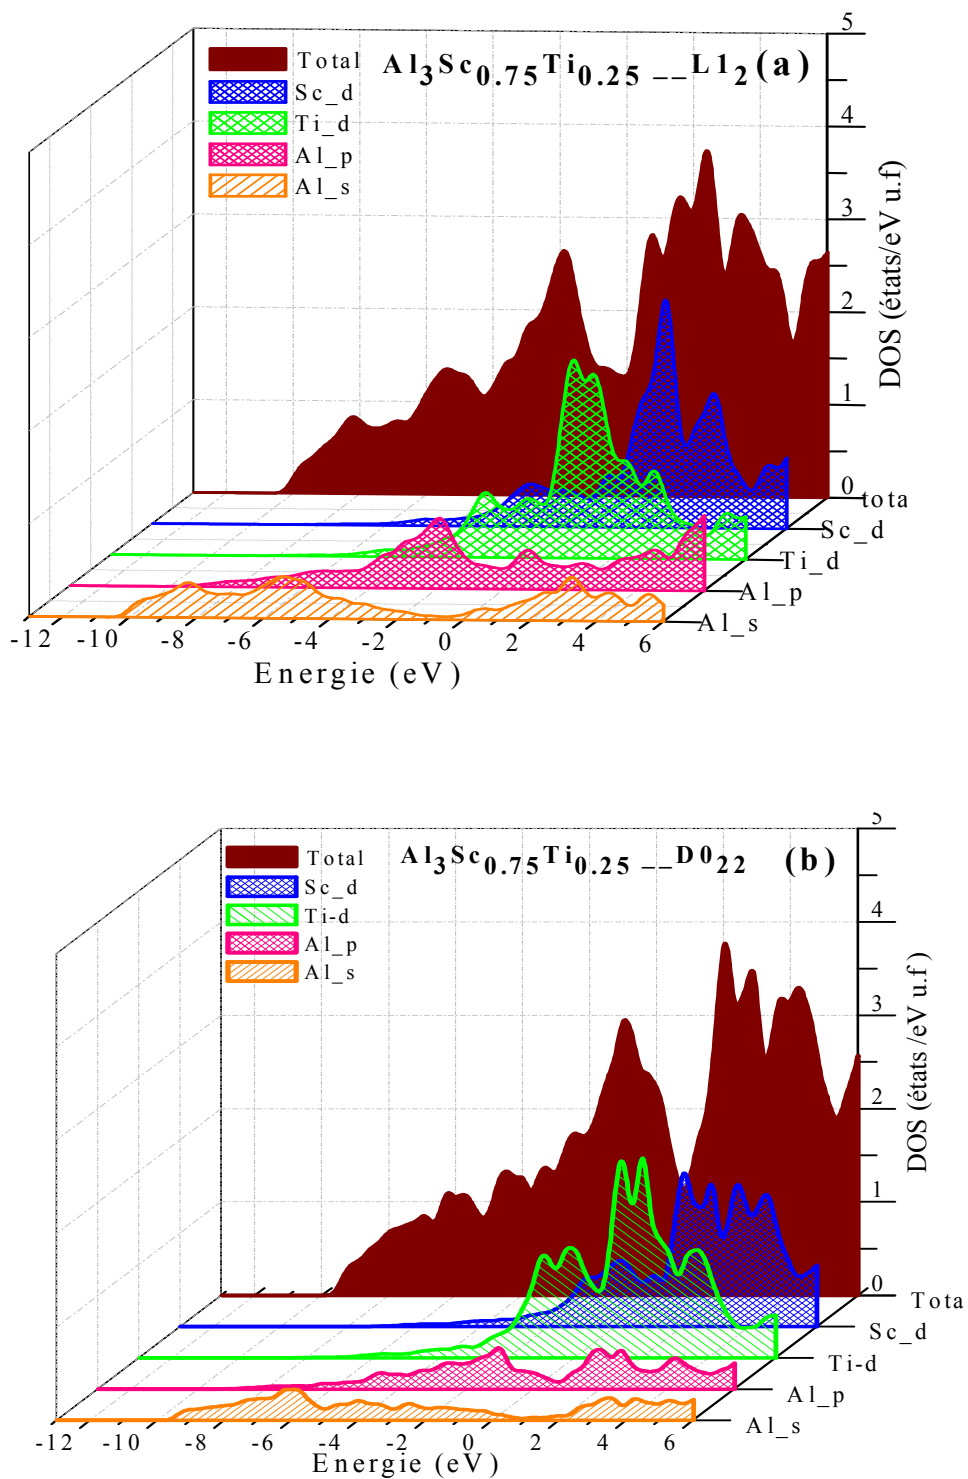 5
Total
Al3Sc0.75Ti0.25 __L12(a)
Sc_d
Ti_d
Al_p
Al_s
4
3
2
1
0
DOS (états/eV u.f)
tota
Sc_d
Ti_d
Al_p
Al_s
-12 -10 -8 -6 -4 -2 0 2 4 6
Energie (eV)
5
Total
Al3Sc0.75Ti0.25 __D022 (b)
Sc_d
Ti-d
Al_p
Al_s
4
3
2
1
0
DOS (états /eV u.f)
Tota
Sc_d
Ti-d
Al_p
Al_s
-12 -10 -8 -6 -4 -2 0 2 4 6
Energie (eV)